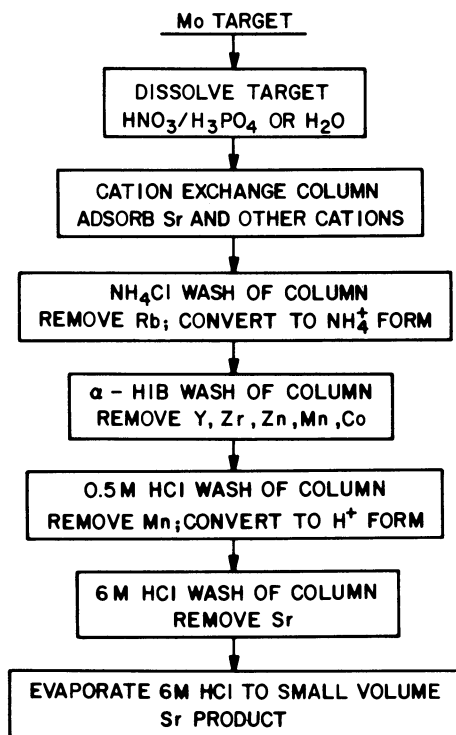 Mo TARGET
DISSOLVE TARGET
HNO3/H3PO4 OR H2O
CATION EXCHANGE COLUMN
ADSORB Sr AND OTHER CATIONS
NH4Cl WASH OF COLUMN
REMOVE Rb; CONVERT TO NH4+ FORM
α - HIB WASH OF COLUMN
REMOVE Y, Zr, Zn, Mn, Co
0.5M HCl WASH OF COLUMN
REMOVE Mn; CONVERT TO H+ FORM
6M HCl WASH OF COLUMN
REMOVE Sr
EVAPORATE 6M HCl TO SMALL VOLUME
Sr PRODUCT